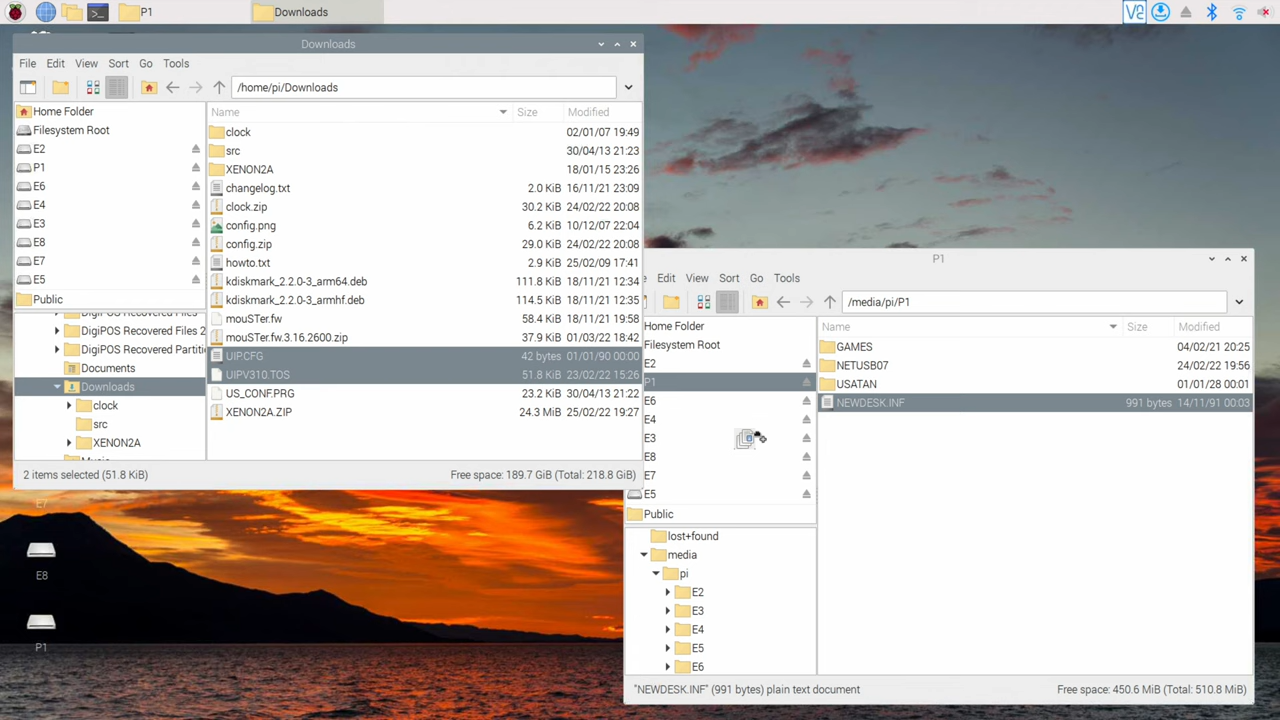 P1
Downloads
V2
Downloads
File Edit View Sort Go Tools
/home/pi/Downloads
Home Folder
Filesystem Root
E2
P1
E6
E4
E3
E8
E7
E5
Public
DigiPOS Recovered Files 2
DigiPOS Recovered Partiti
Documents
Downloads
clock
src
XENON2A
Name Size Modified
clock 02/01/07 19:49
src 30/04/13 21:23
XENON2A 18/01/15 23:26
changelog.txt 2.0 KiB 16/11/21 23:09
clock.zip 30.2 KiB 24/02/22 20:08
config.png 6.2 KiB 10/12/07 22:04
config.zip 29.0 KiB 24/02/22 20:08
howto.txt 2.9 KiB 25/02/09 17:41
kdiskmark_2.2.0-3_arm64.deb 111.8 KiB 18/11/21 12:34
kdiskmark_2.2.0-3_armhf.deb 114.5 KiB 18/11/21 12:35
mouSTer.fw 58.4 KiB 18/11/21 19:58
mouSTer.fw.3.16.2600.zip 37.9 KiB 01/03/22 18:42
UIP.CFG 42 bytes 01/01/90 00:00
UIPV310.TOS 51.8 KiB 23/02/22 15:26
US_CONF.PRG 23.2 KiB 30/04/13 21:22
XENON2A.ZIP 24.3 MiB 25/02/22 19:27
2 items selected (51.8 KiB) Free space: 189.7 GiB (Total: 218.8 GiB)
P1
Edit View Sort Go Tools
/media/pi/P1
Home Folder
Filesystem Root
E2
P1
E6
E4
E3
E8
E7
E5
Public
lost+found
media
pi
E2
E3
E4
E5
E6
Name Size Modified
GAMES 04/02/21 20:25
NETUSB07 24/02/22 19:56
USATAN 01/01/28 00:01
NEWDESK.INF 991 bytes 14/11/91 00:03
"NEWDESK.INF" (991 bytes) plain text document Free space: 450.6 MiB (Total: 510.8 MiB)
E7
E8
P1